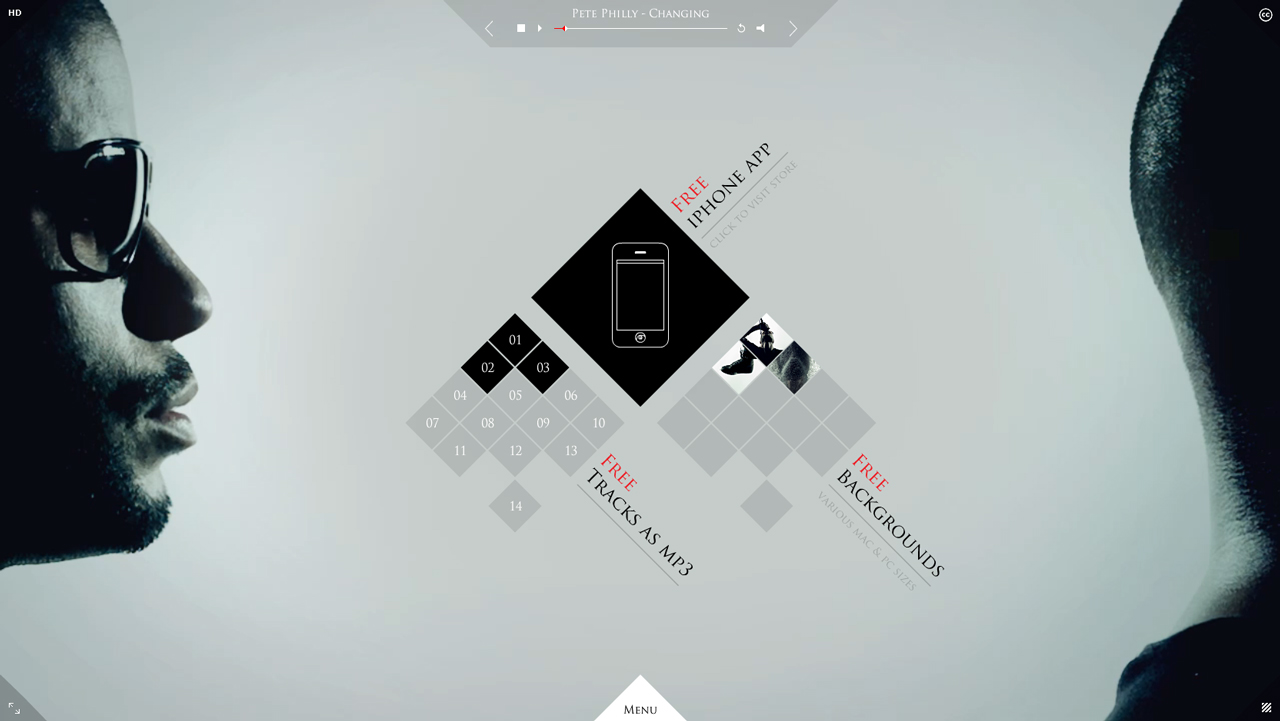 HD
PETE PHILLY - CHANGING
CC
FREE
IPHONE APP
CLICK TO VISIT STORE
01
02 03
04 05 06
07 08 09 10
11 12 13
14
FREE
TRACKS AS MP3
FREE
BACKGROUNDS
VARIOUS MAC & PC SIZES
MENU